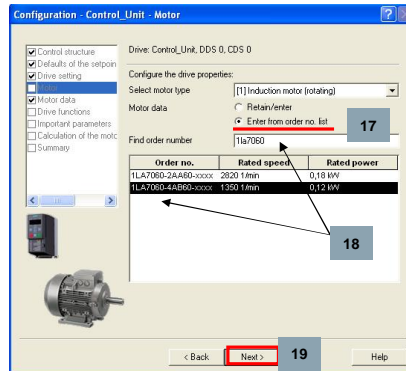 Configuration - Control_Unit - Motor
Control structure
Defaults of the setpoin
Drive setting
Motor
Motor data
Drive functions
Important parameters
Calculation of the motc
Summary
Drive: Control_Unit, DDS 0, CDS 0
Configure the drive properties:
Select motor type
[1] Induction motor (rotating)
Motor data
Retain/enter
Enter from order no. list
17
Find order number
1la7060
Order no. Rated speed Rated power
1LA7060-2AA60-xxxx 2820 1/min 0,18 kW
1LA7060-4AB60-xxxx 1350 1/min 0,12 kW
18
< Back
Next >
19
Help